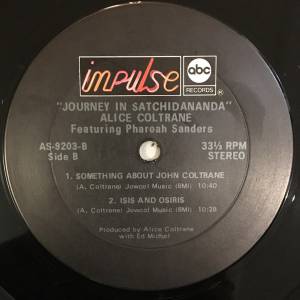 impulse
abc
RECORDS
"JOURNEY IN SATCHIDANANDA"
ALICE COLTRANE
Featuring Pharoah Sanders
AS-9203-B
Side B
33⅓ RPM
STEREO
1. SOMETHING ABOUT JOHN COLTRANE
(A. Coltrane) Jowcol Music (BMI) 10:40
2. ISIS AND OSIRIS
(A. Coltrane) Jowcol Music (BMI) 10:28
Produced by Alice Coltrane
with Ed Michel